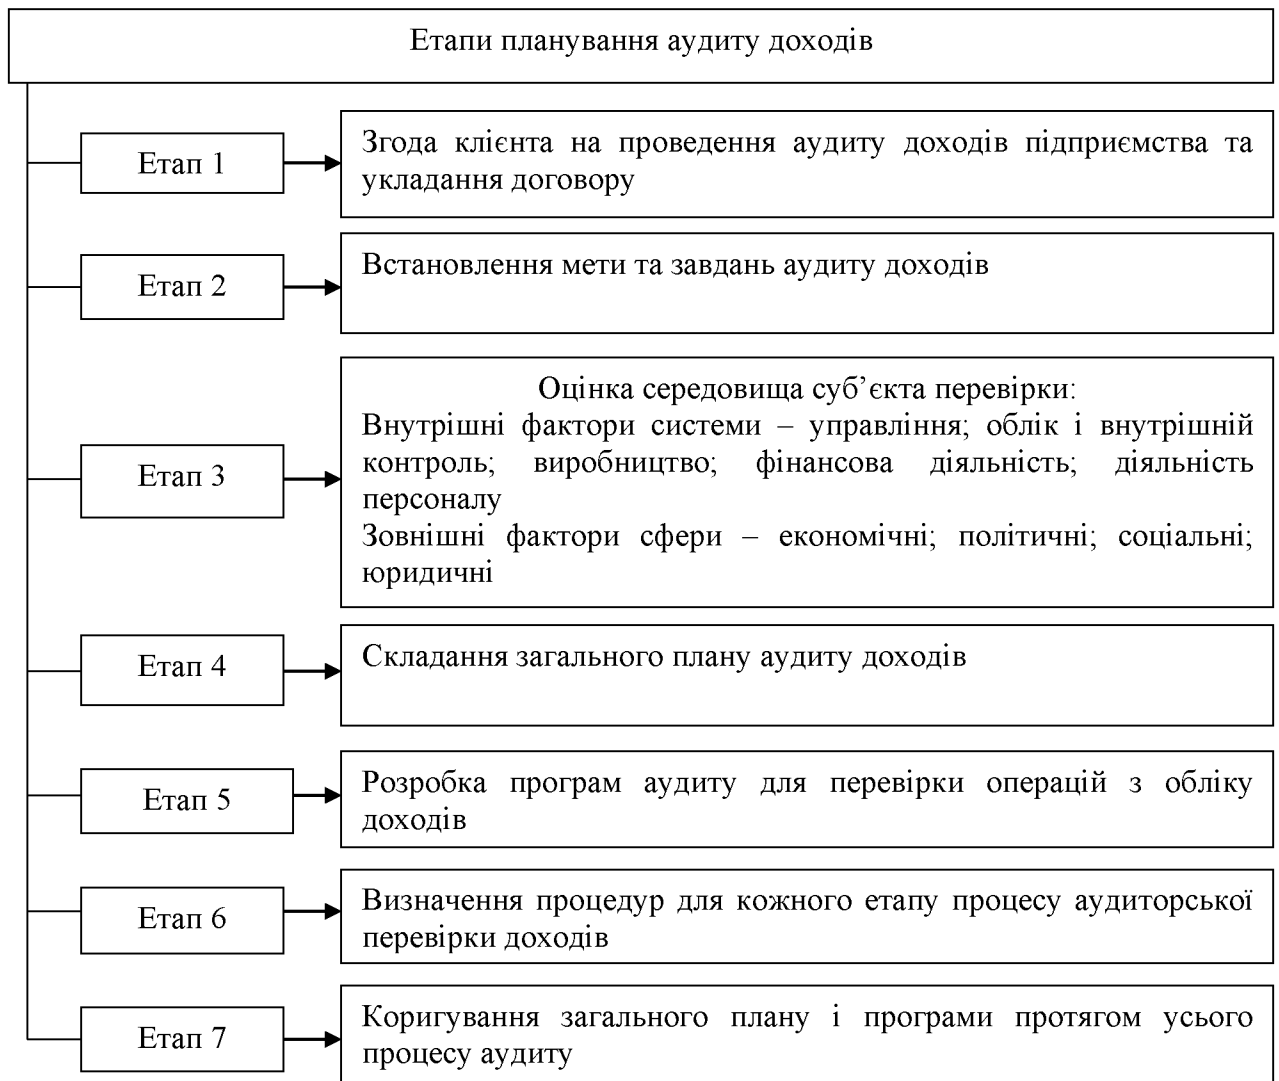 Етапи планування аудиту доходів
Етап 1
Згода клієнта на проведення аудиту доходів підприємства та
укладання договору
Етап 2
Встановлення мети та завдань аудиту доходів
Етап 3
Оцінка середовища суб’єкта перевірки:
Внутрішні фактори системи – управління; облік і внутрішній
контроль; виробництво; фінансова діяльність; діяльність
персоналу
Зовнішні фактори сфери – економічні; політичні; соціальні;
юридичні
Етап 4
Складання загального плану аудиту доходів
Етап 5
Розробка програм аудиту для перевірки операцій з обліку
доходів
Етап 6
Визначення процедур для кожного етапу процесу аудиторської
перевірки доходів
Етап 7
Коригування загального плану і програми протягом усього
процесу аудиту